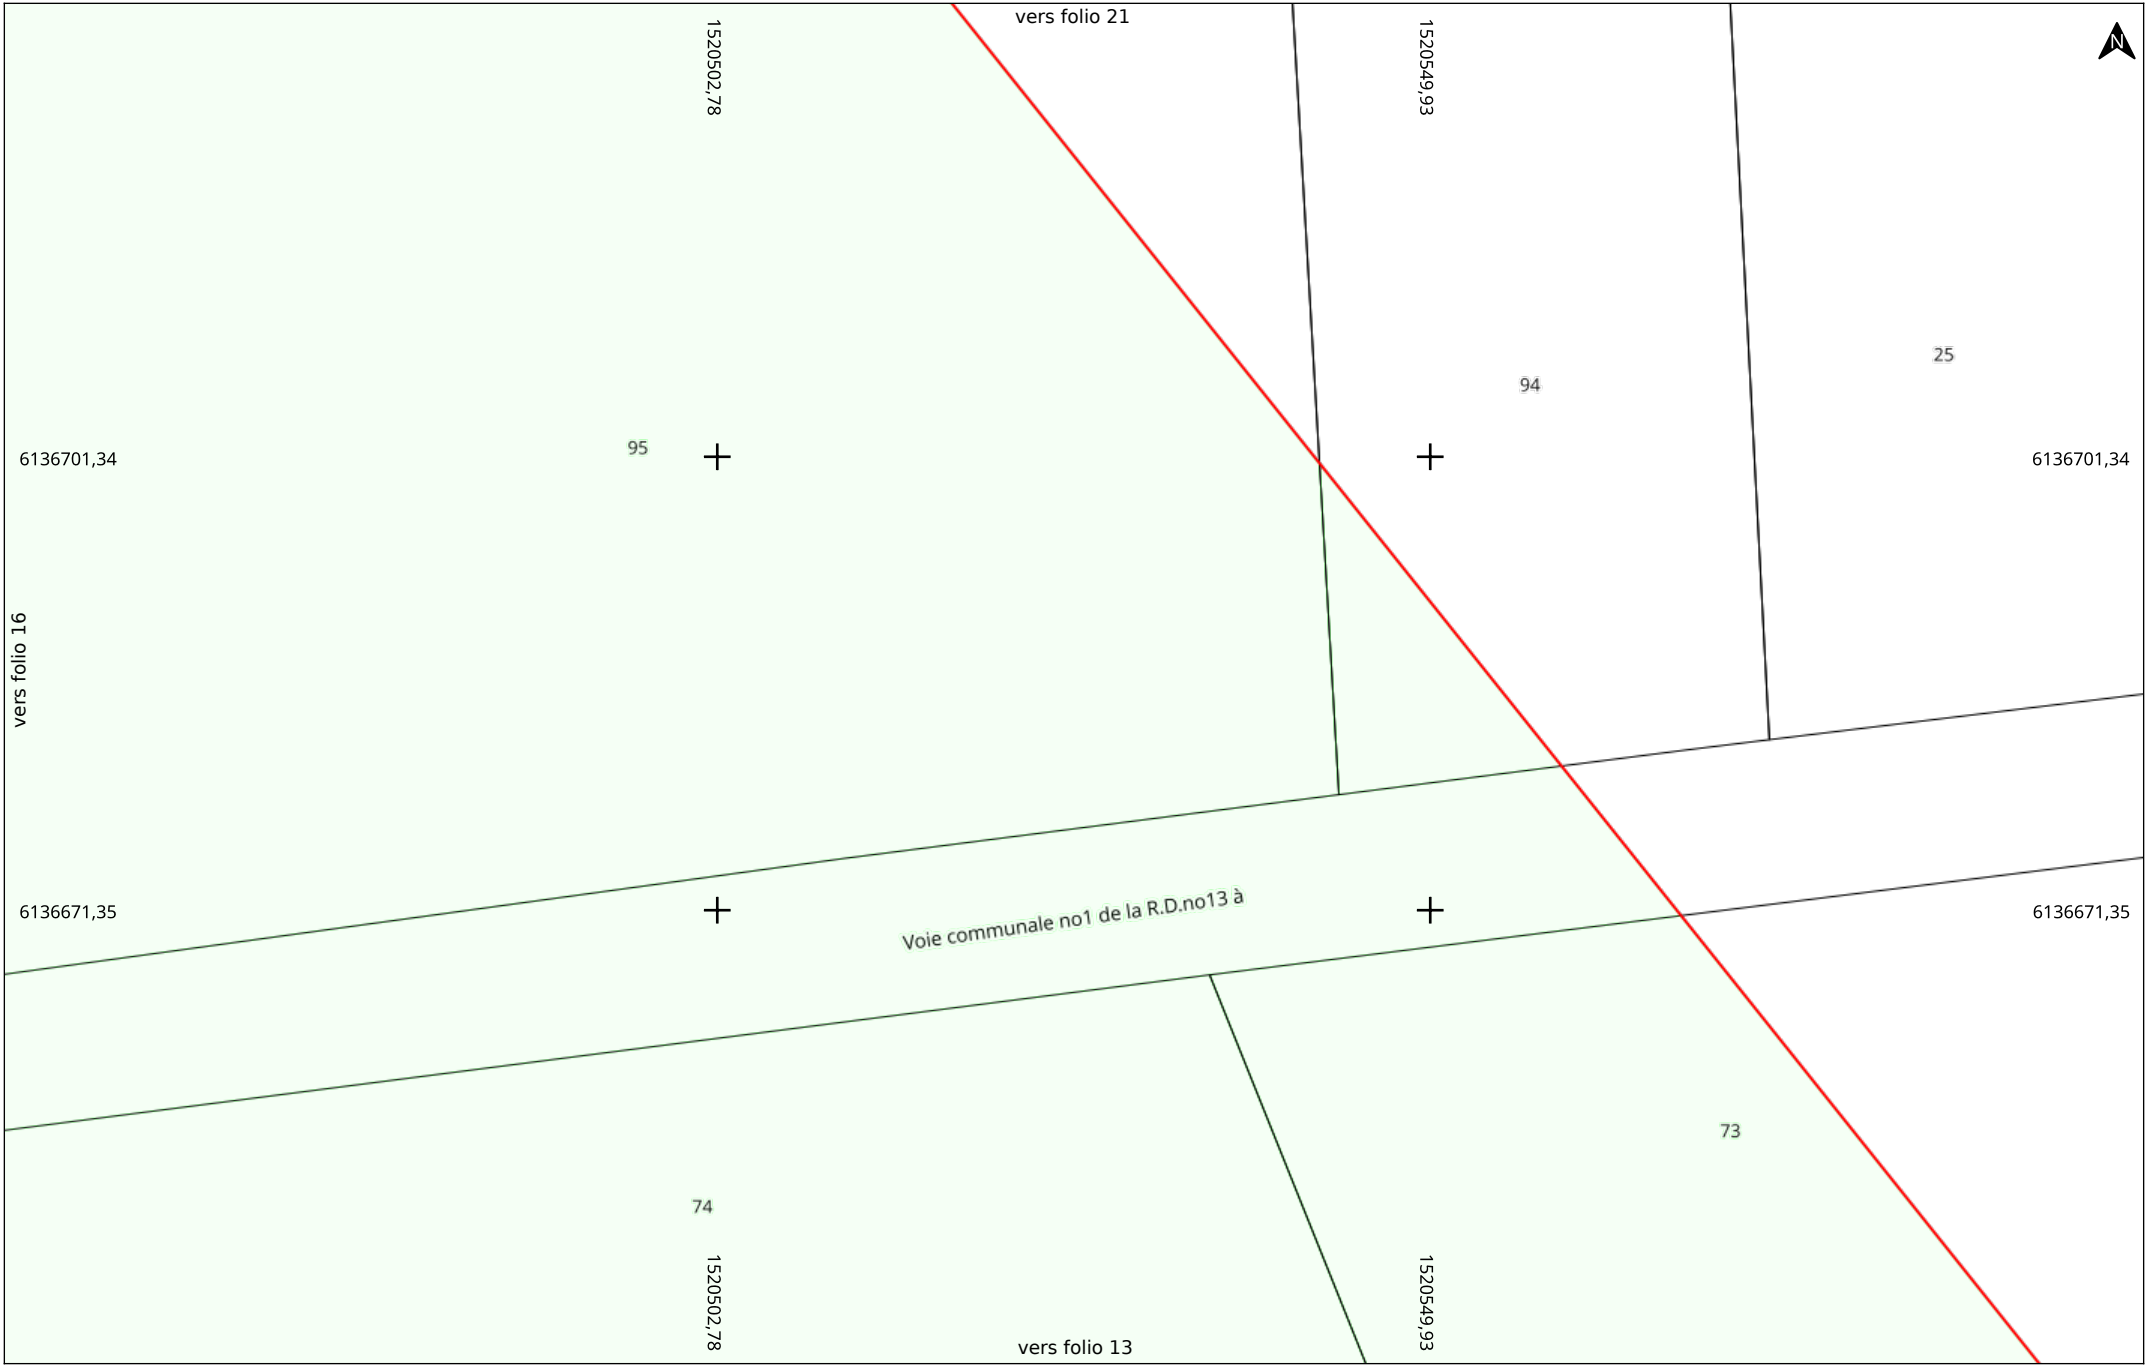 vers folio 21
1520502,78
1520549,93
N
25
94
95
6136701,34
6136701,34
vers folio 16
Voie communale no1 de la R.D.no13 à
6136671,35
6136671,35
73
74
1520502,78
1520549,93
vers folio 13